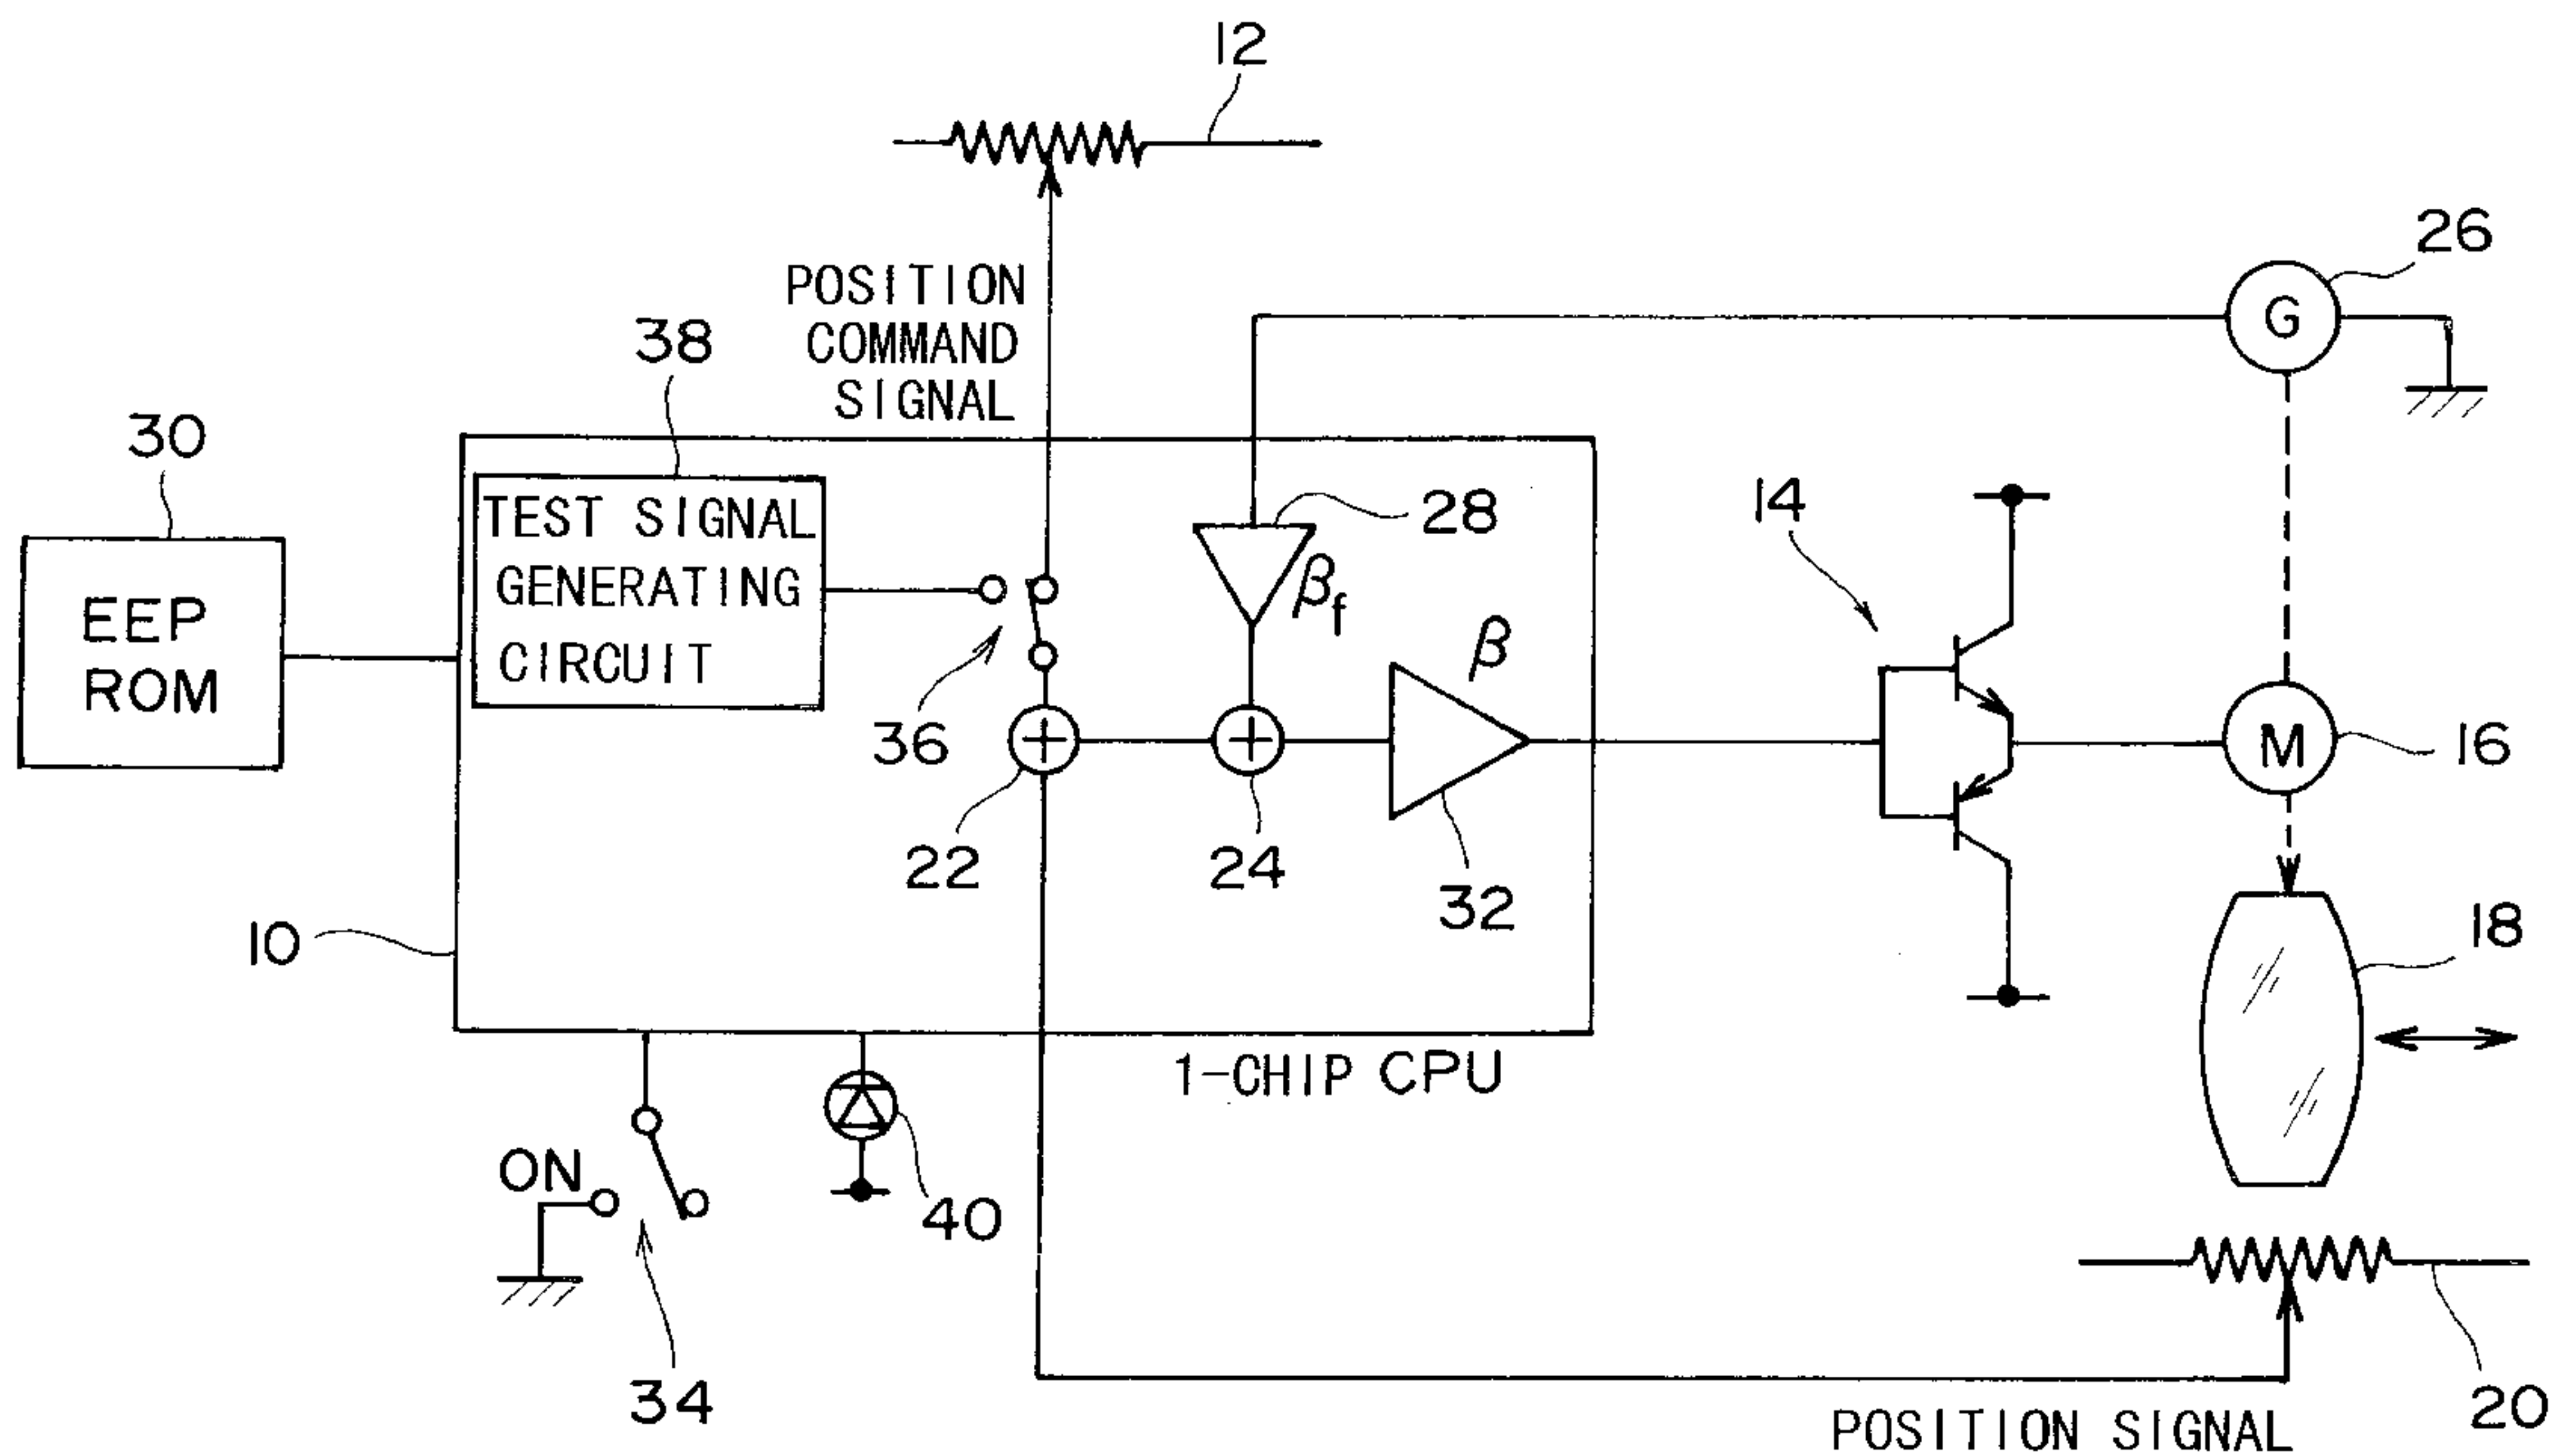 12
POSITION
COMMAND
SIGNAL
26
G
38
30
TEST SIGNAL
GENERATING
CIRCUIT
EEP
ROM
28
βf
β
14
36
22
24
32
M
16
10
18
1-CHIP CPU
ON
40
34
20
POSITION SIGNAL